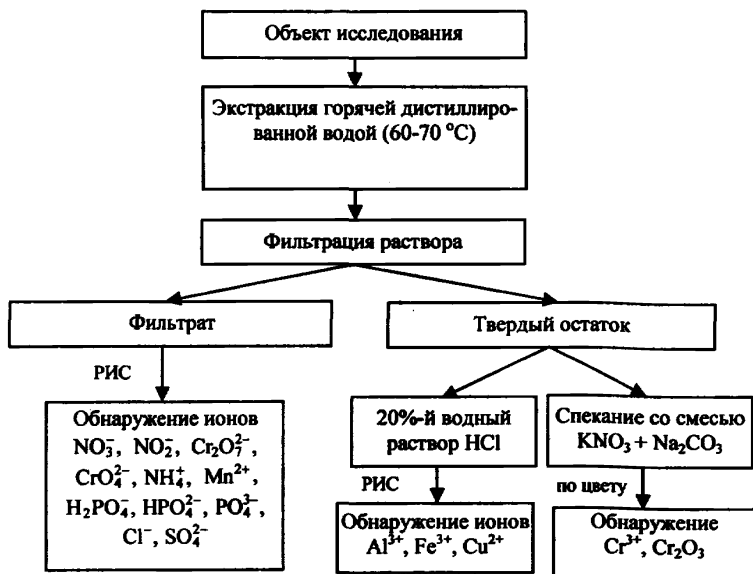 Объект исследования
Экстракция горячей дистиллиро-
ванной водой (60-70 °C)
Фильтрация раствора
Фильтрат
Твердый остаток
РИС
Обнаружение ионов
NO₃⁻, NO₂⁻, Cr₂O₇²⁻,
CrO₄²⁻, NH₄⁺, Mn²⁺,
H₂PO₄⁻, HPO₄²⁻, PO₄³⁻,
Cl⁻, SO₄²⁻
20%-й водный
раствор HCl
РИС
Обнаружение ионов
Al³⁺, Fe³⁺, Cu²⁺
Спекание со смесью
KNO₃ + Na₂CO₃
по цвету
Обнаружение
Cr³⁺, Cr₂O₃